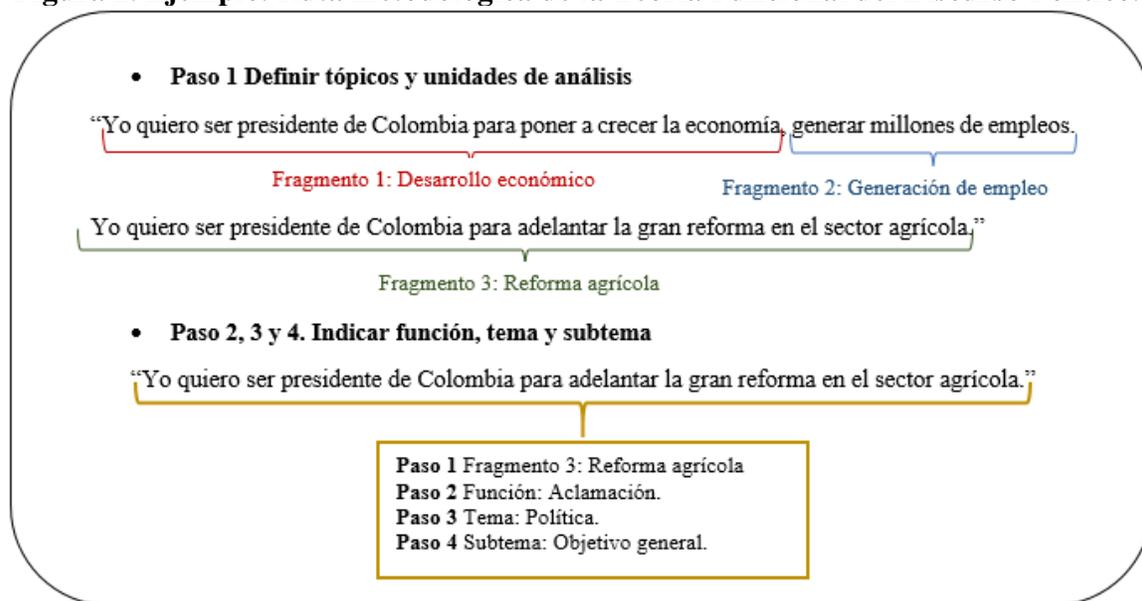 • Paso 1 Definir tópicos y unidades de análisis
“Yo quiero ser presidente de Colombia para poner a crecer la economía, generar millones de empleos.
Fragmento 1: Desarrollo económico
Fragmento 2: Generación de empleo
Yo quiero ser presidente de Colombia para adelantar la gran reforma en el sector agrícola.”
Fragmento 3: Reforma agrícola
• Paso 2, 3 y 4. Indicar función, tema y subtema
“Yo quiero ser presidente de Colombia para adelantar la gran reforma en el sector agrícola.”
Paso 1 Fragmento 3: Reforma agrícola
Paso 2 Función: Aclamación.
Paso 3 Tema: Política.
Paso 4 Subtema: Objetivo general.